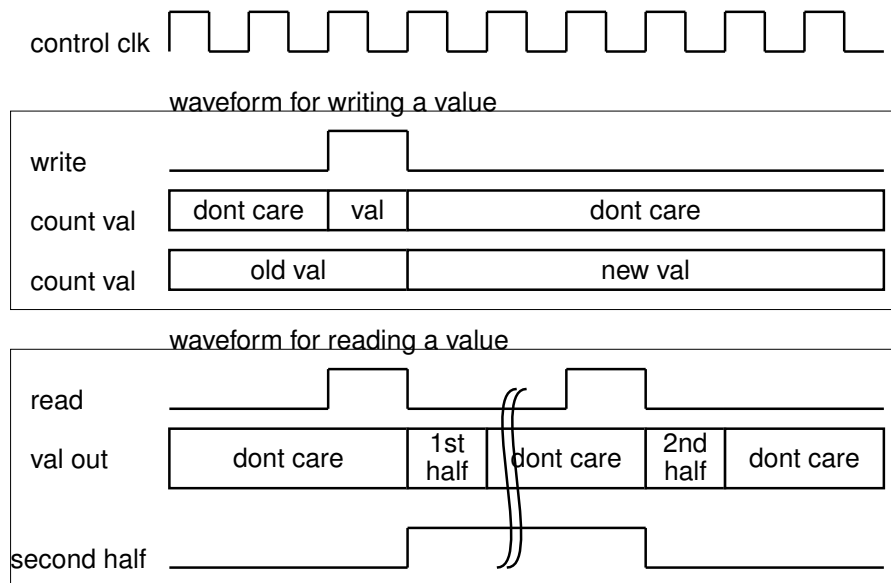 control clk
waveform for writing a value
write
count val dont care val dont care
count val old val new val
waveform for reading a value
read
val out dont care 1st half dont care 2nd half dont care
second half